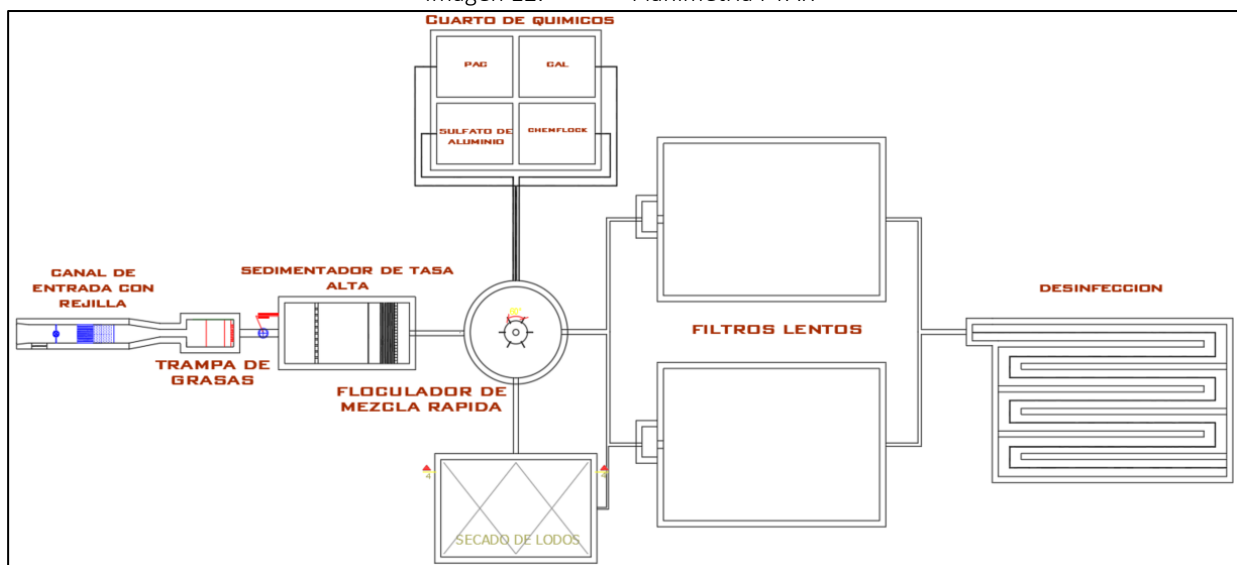 CUARTO DE QUIMICOS
PAC
CAL
SULFATO DE
ALUMINIO
CHEMFLOCK
CANAL DE
ENTRADA CON
REJILLA
SEDIMENTADOR DE TASA
ALTA
DESINFECCION
FILTROS LENTOS
TRAMPA DE
GRASAS
FLOCULADOR DE
MEZCLA RAPIDA
SECADO DE LODOS